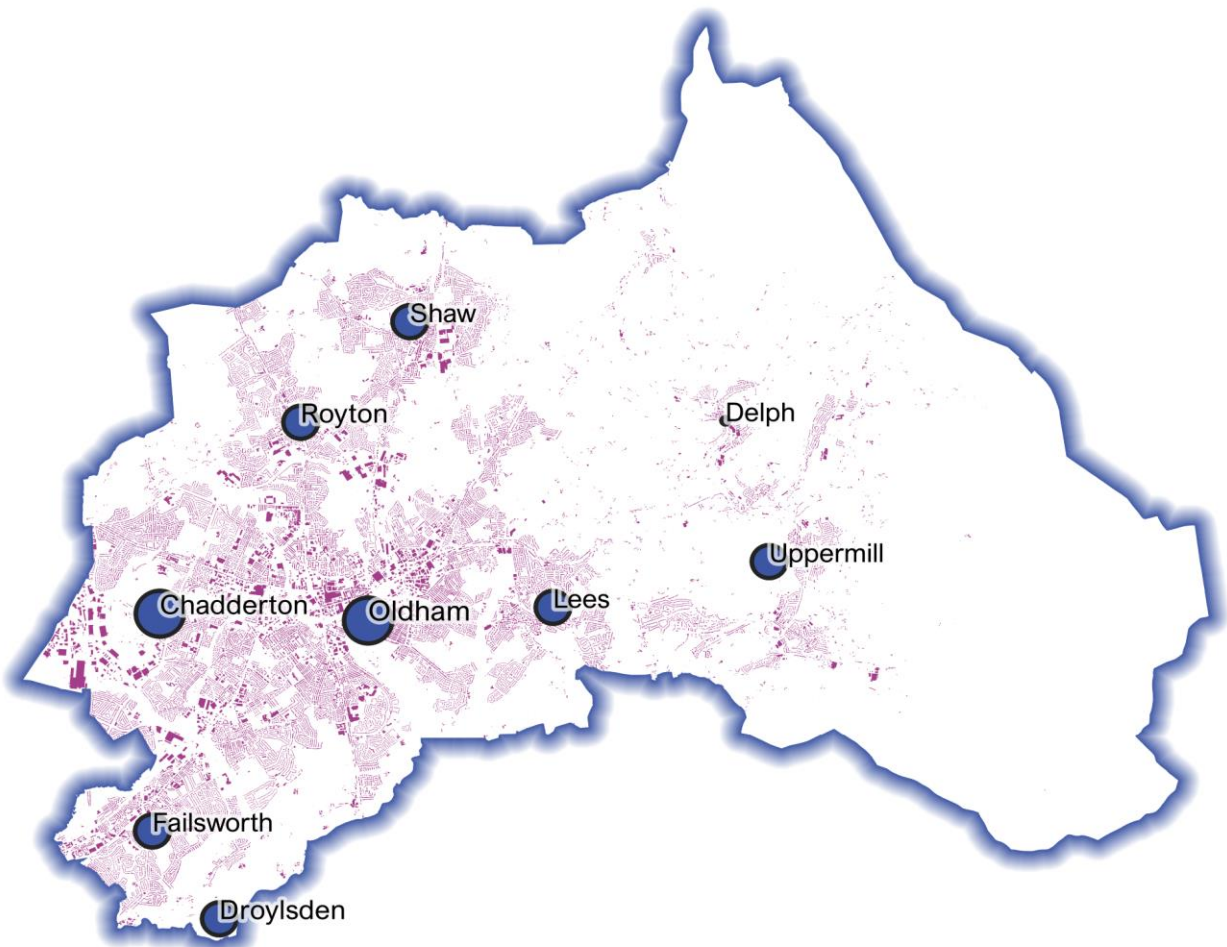 Shaw
Royton
Delph
Uppermill
Chadderton
Oldham
Lees
Failsworth
Droylsden